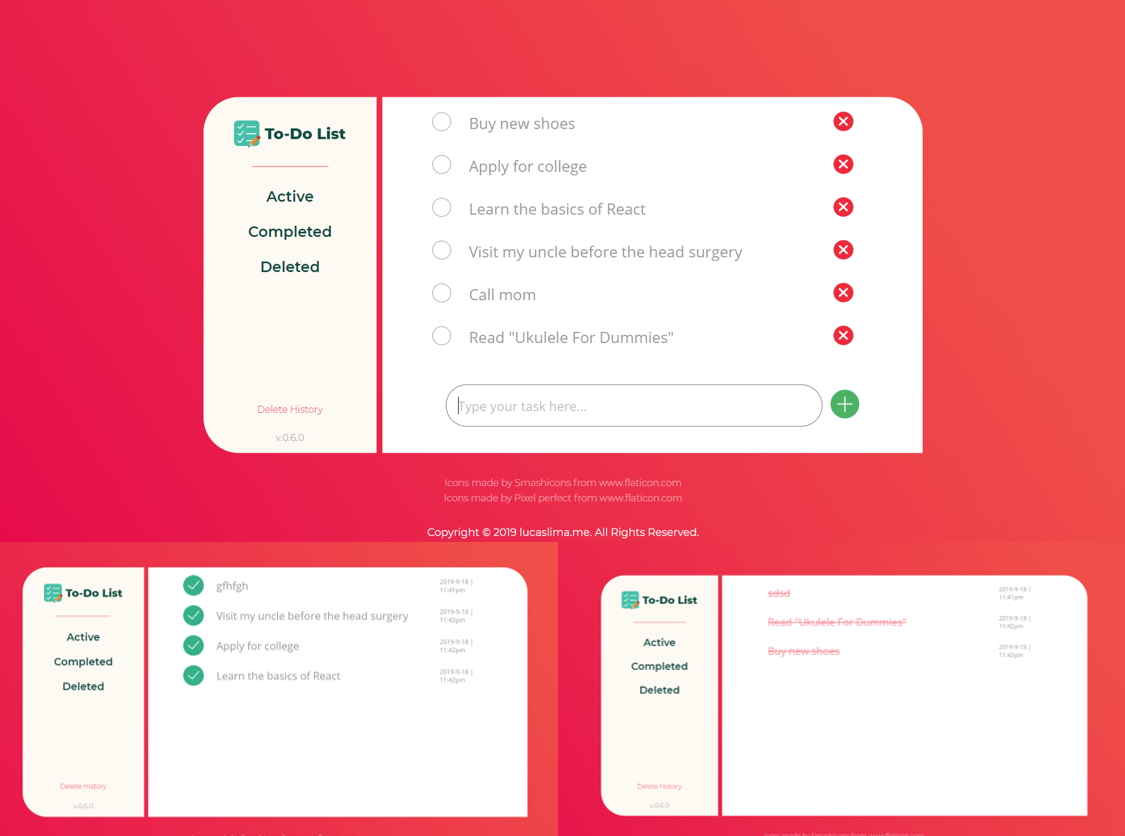 To-Do List
Active
Completed
Deleted
Delete History
v.0.6.0
Buy new shoes
Apply for college
Learn the basics of React
Visit my uncle before the head surgery
Call mom
Read "Ukulele For Dummies"
Type your task here...
Icons made by Smashicons from www.flaticon.com
Icons made by Pixel perfect from www.flaticon.com
Copyright © 2019 lucaslima.me. All Rights Reserved.
To-Do List
Active
Completed
Deleted
Delete History
v.0.6.0
gfhfgh
2019-9-18 |
11:41pm
Visit my uncle before the head surgery
2019-9-18 |
11:42pm
Apply for college
2019-9-18 |
11:42pm
Learn the basics of React
2019-9-18 |
11:42pm
To-Do List
Active
Completed
Deleted
Delete History
v.0.6.0
sdsd
2019-9-18 |
11:41pm
Read "Ukulele For Dummies"
2019-9-18 |
11:42pm
Buy new shoes
2019-9-18 |
11:42pm